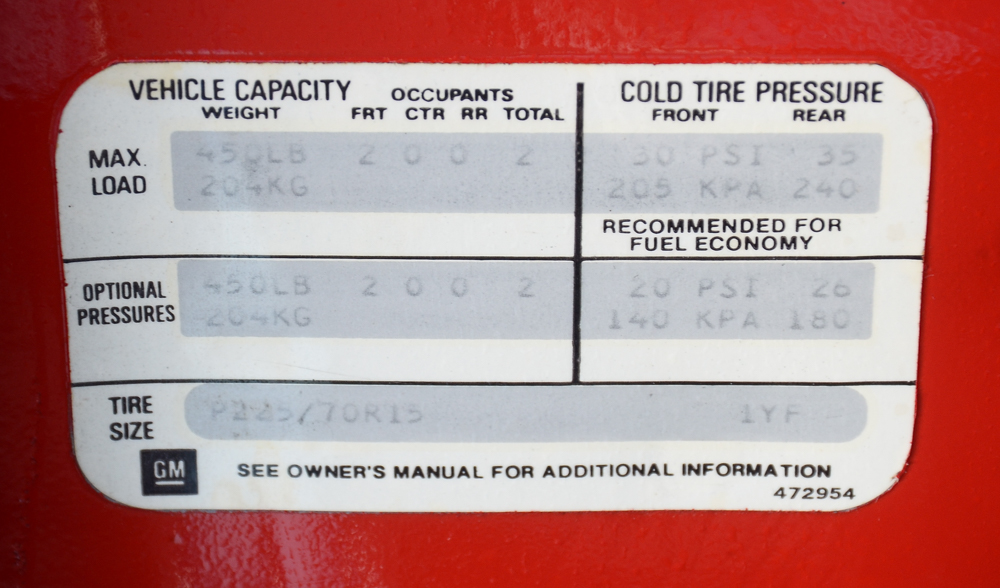 VEHICLE CAPACITY OCCUPANTS COLD TIRE PRESSURE
WEIGHT FRT CTR RR TOTAL FRONT REAR
MAX. 450LB 2 0 0 2 30 PSI 35
LOAD 204KG 205 KPA 240
RECOMMENDED FOR
FUEL ECONOMY
OPTIONAL 450LB 2 0 0 2 20 PSI 26
PRESSURES 204KG 140 KPA 180
TIRE
SIZE P225/70R15 1YF
GM SEE OWNER'S MANUAL FOR ADDITIONAL INFORMATION
472954